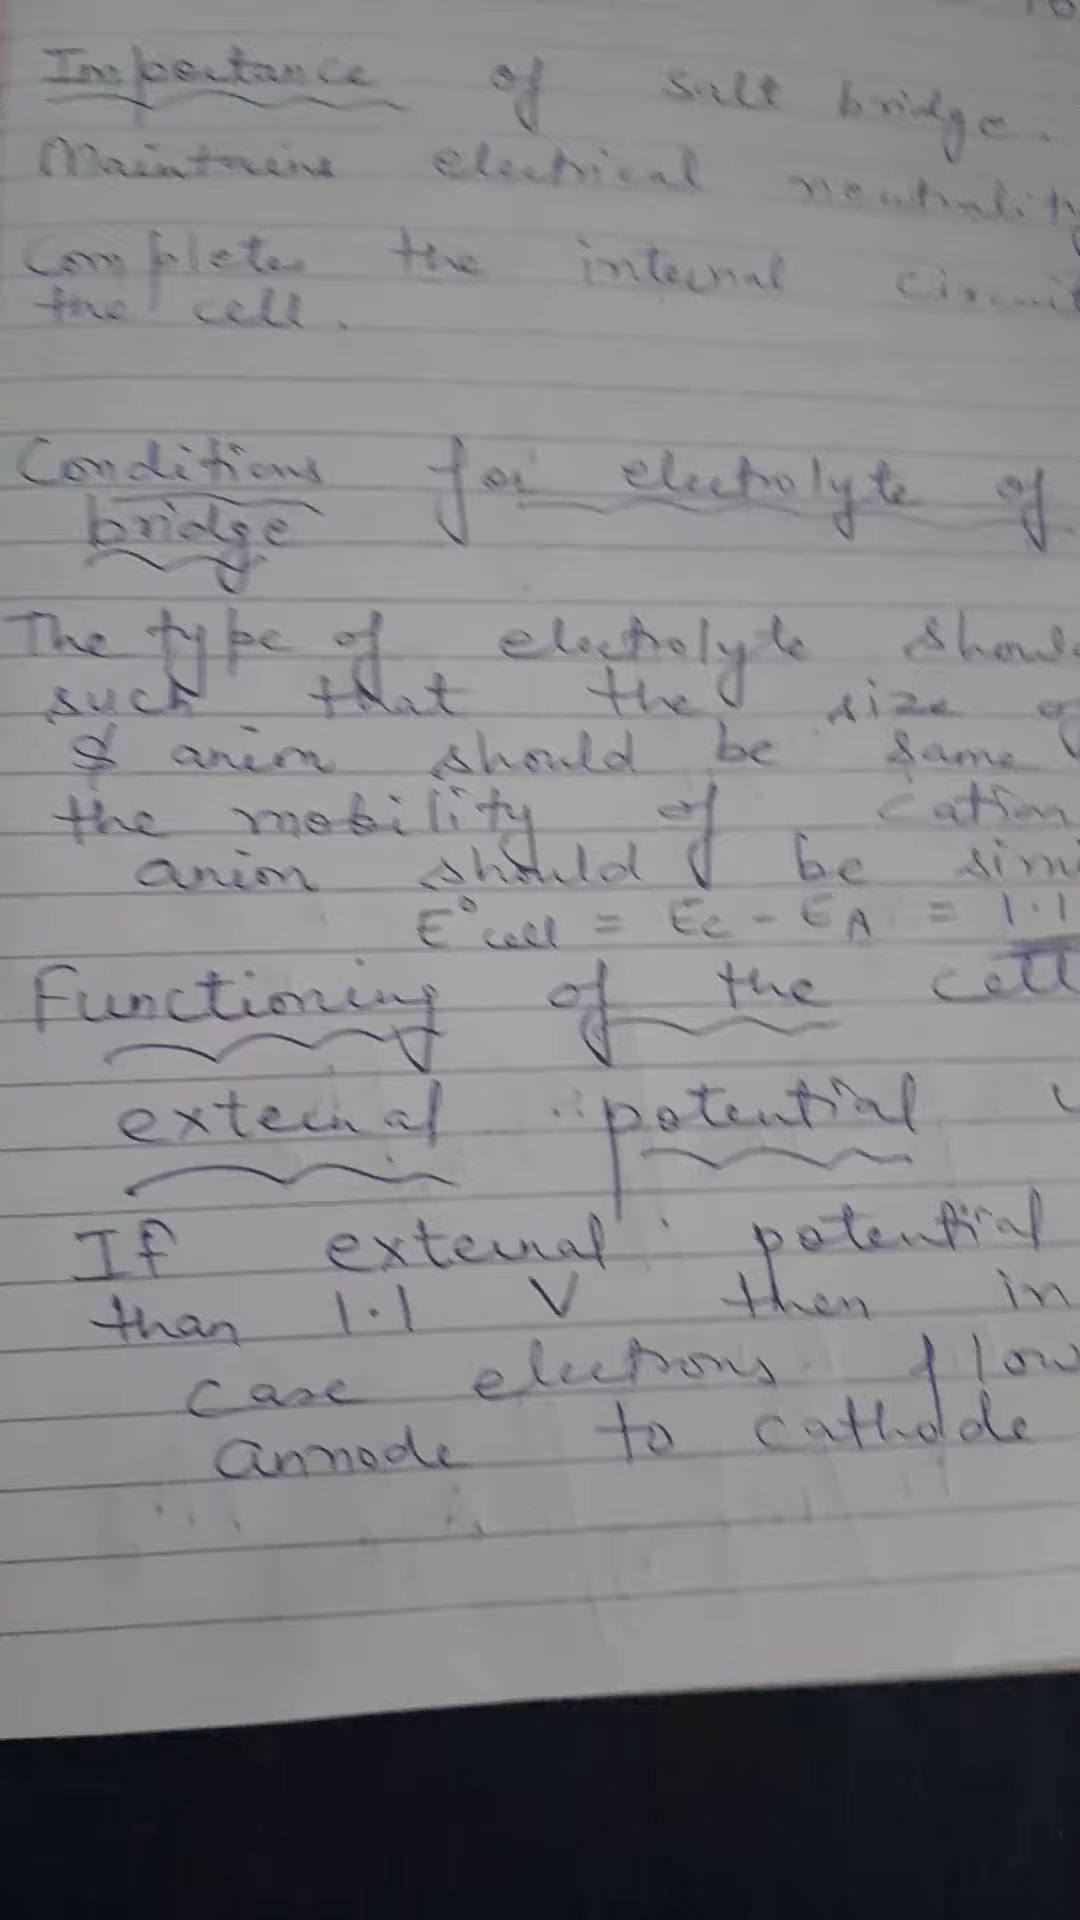 Importance of salt bridge.
Maintains electrical neutrality
Completes the internal circuit
the cell.
Conditions for electrolyte of
bridge
The type of electrolyte should
such that the size of
& anion should be same
the mobility of cation
anion should be simi
E°cell = Ec - EA = 1.1
Functioning of the cell
external potential
If external potential
than 1.1 V then in
case electrons flow
annode to cathode